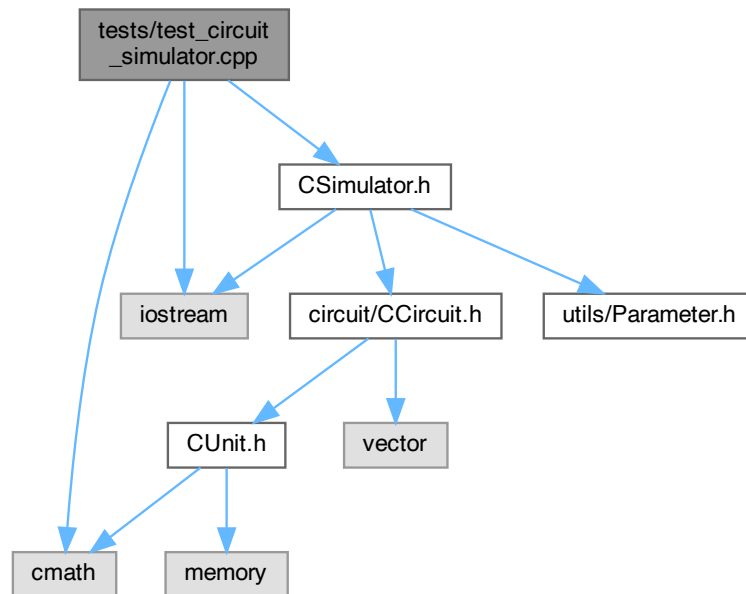 tests/test_circuit
_simulator.cpp
CSimulator.h
iostream
circuit/CCircuit.h
utils/Parameter.h
CUnit.h
vector
cmath
memory